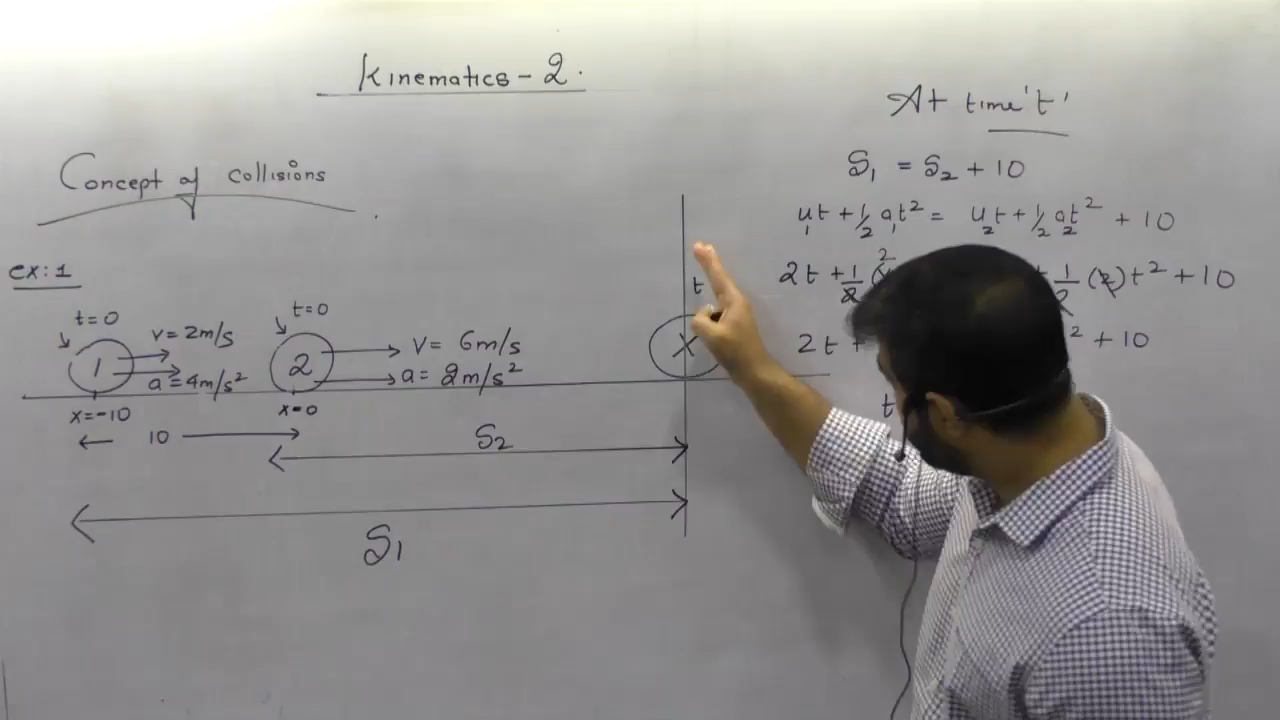 Kinematics - 2.
Concept of collisions
ex: 1
t=0
1
v=2m/s
a=4m/s²
x=-10
10
t=0
2
v= 6m/s
a= 2m/s²
x=0
S₂
S₁
t
X
At time 't'
S₁ = S₂ + 10
u₁t + 1/2 a₁t² = u₂t + 1/2 a₂t² + 10
2t + 1/2 1/2 (2)t² + 10
2t + ² + 10
t